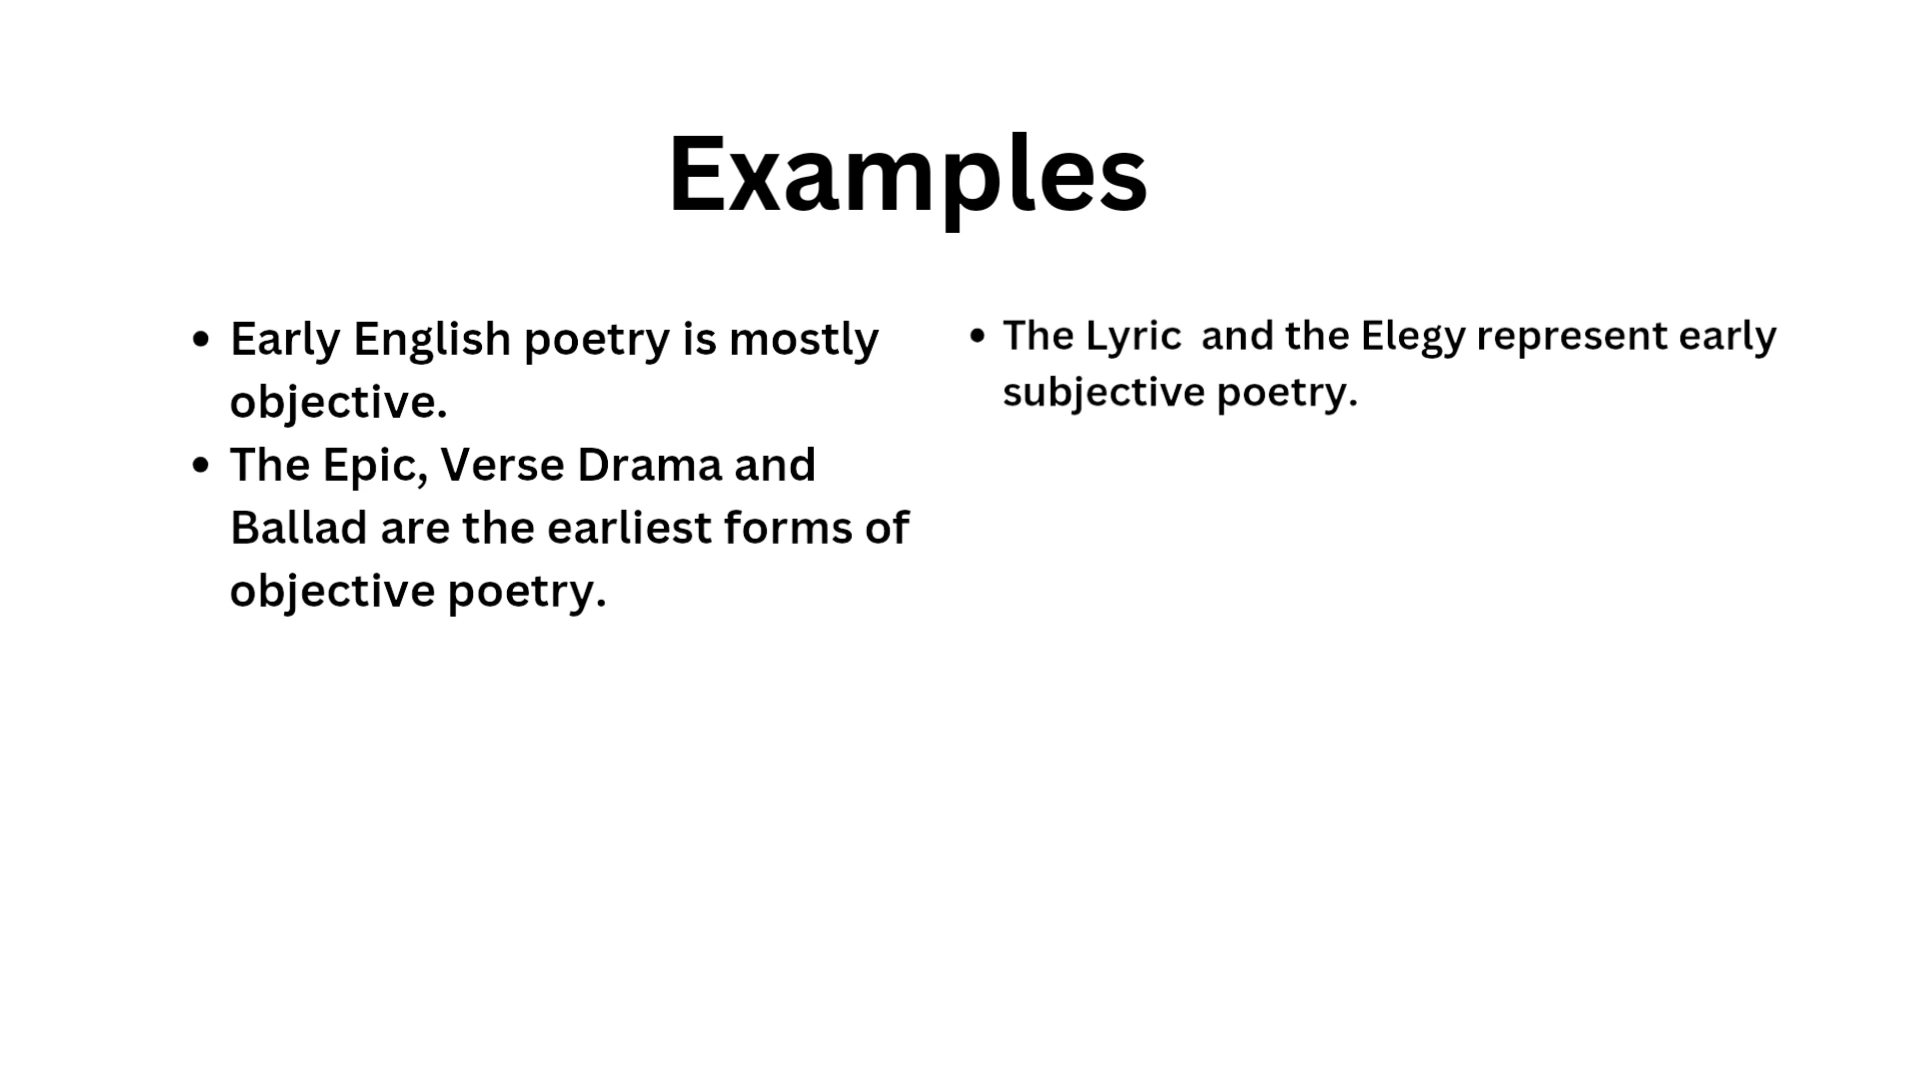 Examples
• Early English poetry is mostly
objective.
• The Epic, Verse Drama and
Ballad are the earliest forms of
objective poetry.
• The Lyric  and the Elegy represent early
subjective poetry.